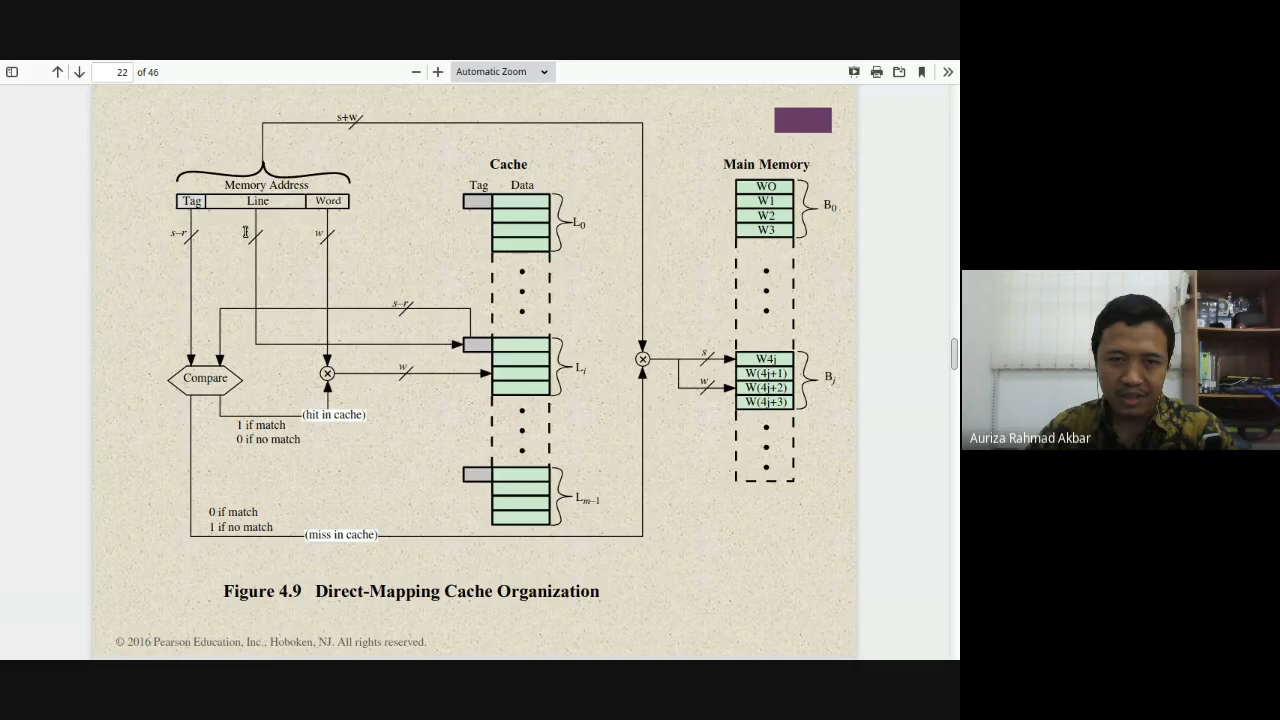 22 of 46
Automatic Zoom
s+w
Cache
Main Memory
Memory Address
Tag Data
Tag Line Word
W0
W1
W2
W3
B0
L0
s–r
w
s–r
W4j
W(4j+1)
W(4j+2)
W(4j+3)
Bj
s
w
Li
w
Compare
(hit in cache)
1 if match
0 if no match
Lm–1
0 if match
1 if no match
(miss in cache)
Figure 4.9 Direct-Mapping Cache Organization
© 2016 Pearson Education, Inc., Hoboken, NJ. All rights reserved.
Auriza Rahmad Akbar